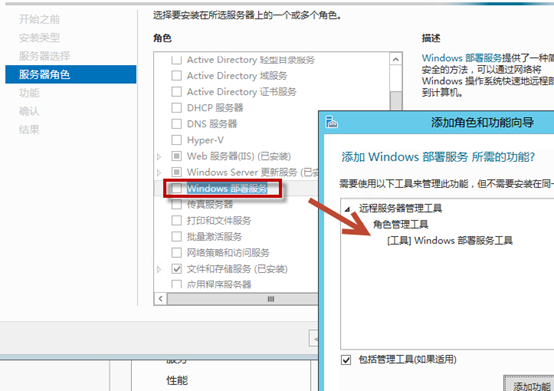 开始之前
安装类型
服务器选择
服务器角色
功能
确认
结果
选择要安装在所选服务器上的一个或多个角色。
角色
Active Directory 轻型目录服务
Active Directory 域服务
Active Directory 证书服务
DHCP 服务器
DNS 服务器
Hyper-V
Web 服务器(IIS) (已安装)
Windows Server 更新服务 (已安
Windows 部署服务
传真服务器
打印和文件服务
批量激活服务
网络策略和访问服务
文件和存储服务 (已安装)
应用程序服务器
描述
Windows 部署服务提供了一种简
安全的方法，可以通过网络将
Windows 操作系统快速地远程部
到计算机。
添加角色和功能向导
添加 Windows 部署服务 所需的功能?
需要使用以下工具来管理此功能，但不需要安装在同一
远程服务器管理工具
角色管理工具
[工具] Windows 部署服务工具
包括管理工具(如果适用)
添加功能
性能